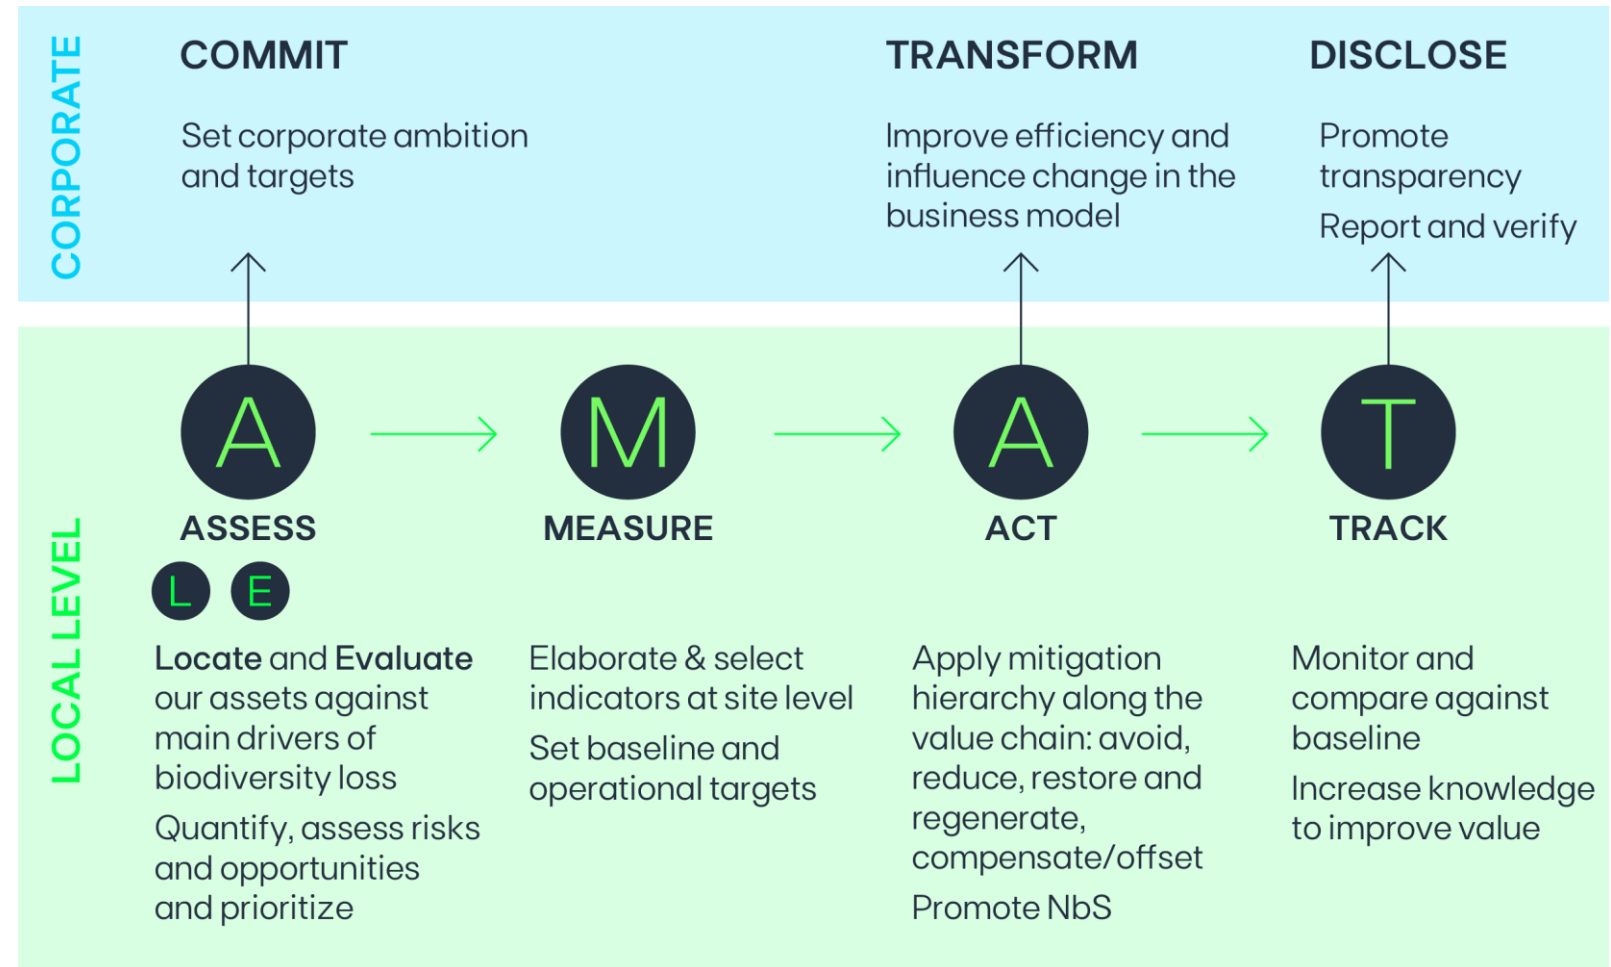 CORPORATE
COMMIT
Set corporate ambition
and targets
TRANSFORM
Improve efficiency and
influence change in the
business model
DISCLOSE
Promote
transparency
Report and verify
LOCAL LEVEL
A
ASSESS
L E
Locate and Evaluate
our assets against
main drivers of
biodiversity loss
Quantify, assess risks
and opportunities
and prioritize
M
MEASURE
Elaborate & select
indicators at site level
Set baseline and
operational targets
A
ACT
Apply mitigation
hierarchy along the
value chain: avoid,
reduce, restore and
regenerate,
compensate/offset
Promote NbS
T
TRACK
Monitor and
compare against
baseline
Increase knowledge
to improve value